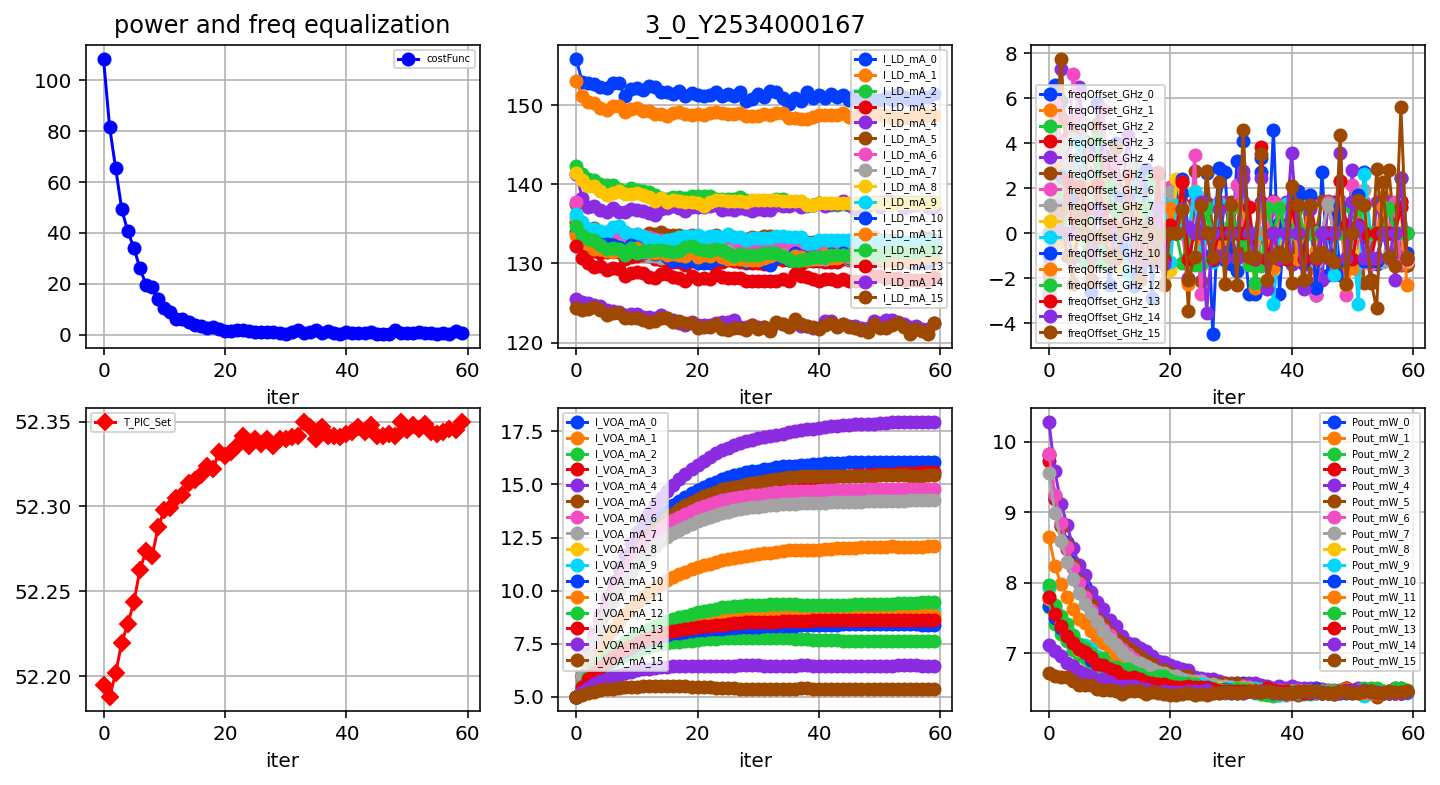 power and freq equalization
3_0_Y2534000167
100
80
60
40
20
0
costFunc
0
20
40
60
iter
150
140
130
120
I_LD_mA_0
I_LD_mA_1
I_LD_mA_2
I_LD_mA_3
I_LD_mA_4
I_LD_mA_5
I_LD_mA_6
I_LD_mA_7
I_LD_mA_8
I_LD_mA_9
I_LD_mA_10
I_LD_mA_11
I_LD_mA_12
I_LD_mA_13
I_LD_mA_14
I_LD_mA_15
0
20
40
60
iter
8
6
4
2
0
−2
−4
freqOffset_GHz_0
freqOffset_GHz_1
freqOffset_GHz_2
freqOffset_GHz_3
freqOffset_GHz_4
freqOffset_GHz_5
freqOffset_GHz_6
freqOffset_GHz_7
freqOffset_GHz_8
freqOffset_GHz_9
freqOffset_GHz_10
freqOffset_GHz_11
freqOffset_GHz_12
freqOffset_GHz_13
freqOffset_GHz_14
freqOffset_GHz_15
0
20
40
60
iter
52.35
52.30
52.25
52.20
T_PIC_Set
0
20
40
60
iter
17.5
15.0
12.5
10.0
7.5
5.0
I_VOA_mA_0
I_VOA_mA_1
I_VOA_mA_2
I_VOA_mA_3
I_VOA_mA_4
I_VOA_mA_5
I_VOA_mA_6
I_VOA_mA_7
I_VOA_mA_8
I_VOA_mA_9
I_VOA_mA_10
I_VOA_mA_11
I_VOA_mA_12
I_VOA_mA_13
I_VOA_mA_14
I_VOA_mA_15
0
20
40
60
iter
10
9
8
7
Pout_mW_0
Pout_mW_1
Pout_mW_2
Pout_mW_3
Pout_mW_4
Pout_mW_5
Pout_mW_6
Pout_mW_7
Pout_mW_8
Pout_mW_9
Pout_mW_10
Pout_mW_11
Pout_mW_12
Pout_mW_13
Pout_mW_14
Pout_mW_15
0
20
40
60
iter